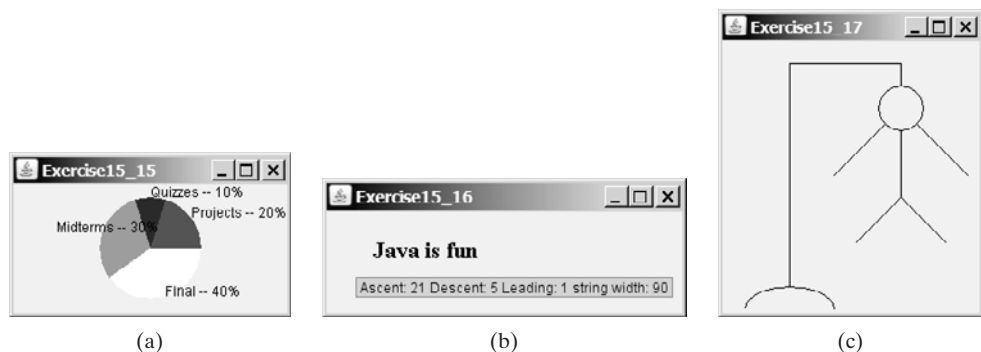 Exercise15_15
Quizzes -- 10%
Projects -- 20%
Midterms -- 30%
Final -- 40%
(a)
Exercise15_16
Java is fun
Ascent: 21 Descent: 5 Leading: 1 string width: 90
(b)
Exercise15_17
(c)